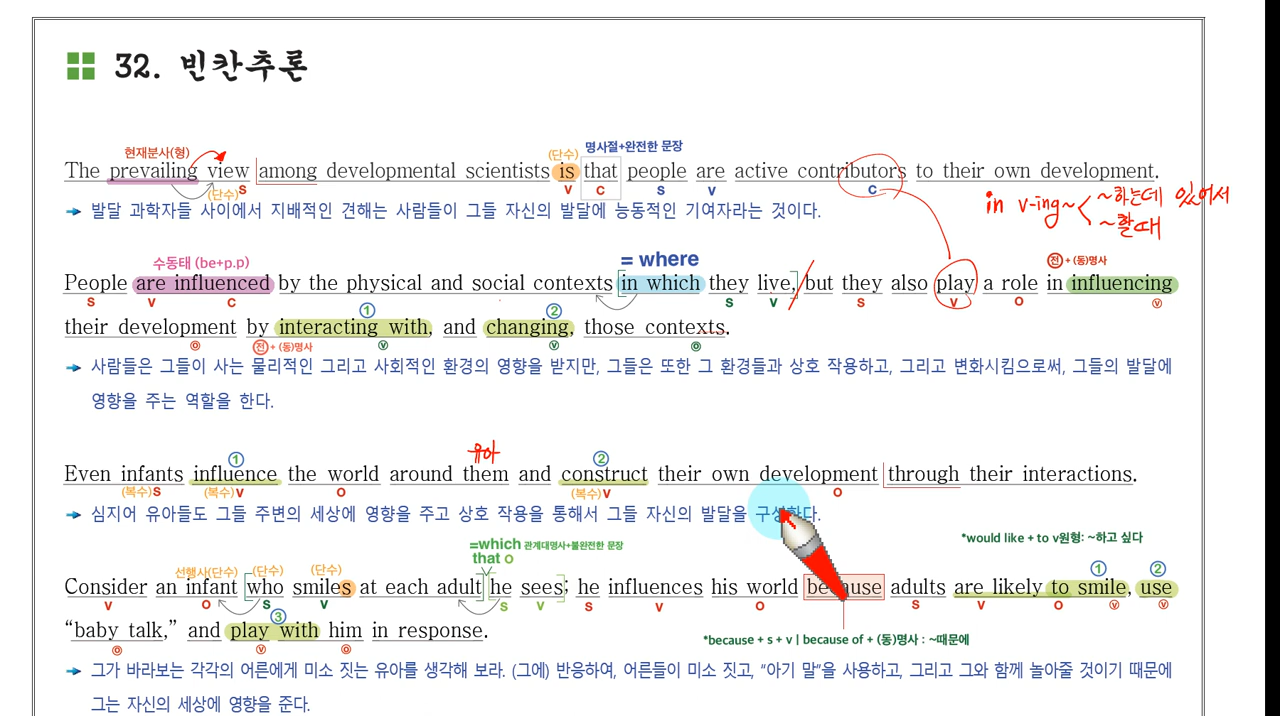 32. 빈칸추론
현재분사(형) (단수) 명사절+완전한 문장
The prevailing view among developmental scientists is that people are active contributors to their own development.
(단수) S V C S V C
➔ 발달 과학자들 사이에서 지배적인 견해는 사람들이 그들 자신의 발달에 능동적인 기여자라는 것이다.
in v-ing~ < ~하는데 있어서
~할때
수동태 (be+p.p) = where 전 + (동)명사
People are influenced by the physical and social contexts in which they live, but they also play a role in influencing
S V C S V S V O ⓥ
① ②
their development by interacting with, and changing, those contexts.
ⓞ 전 + (동)명사 ⓥ ⓥ ⓞ
➔ 사람들은 그들이 사는 물리적인 그리고 사회적인 환경의 영향을 받지만, 그들은 또한 그 환경들과 상호 작용하고, 그리고 변화시킴으로써, 그들의 발달에
영향을 주는 역할을 한다.
① 유아 ②
Even infants influence the world around them and construct their own development through their interactions.
(복수)S (복수)V O (복수)V O
➔ 심지어 유아들도 그들 주변의 세상에 영향을 주고 상호 작용을 통해서 그들 자신의 발달을 구성한다.
=which 관계대명사+불완전한 문장 *would like + to v원형: ~하고 싶다
선행사(단수) (단수) (단수) that O ① ②
Consider an infant who smiles at each adult he sees; he influences his world because adults are likely to smile, use
V O S V S V S V O S V O ⓥ ⓥ
③
“baby talk,” and play with him in response. *because + s + v | because of + (동)명사 : ~때문에
ⓞ ⓥ ⓞ
➔ 그가 바라보는 각각의 어른에게 미소 짓는 유아를 생각해 보라. (그에) 반응하여, 어른들이 미소 짓고, “아기 말”을 사용하고, 그리고 그와 함께 놀아줄 것이기 때문에
그는 자신의 세상에 영향을 준다.